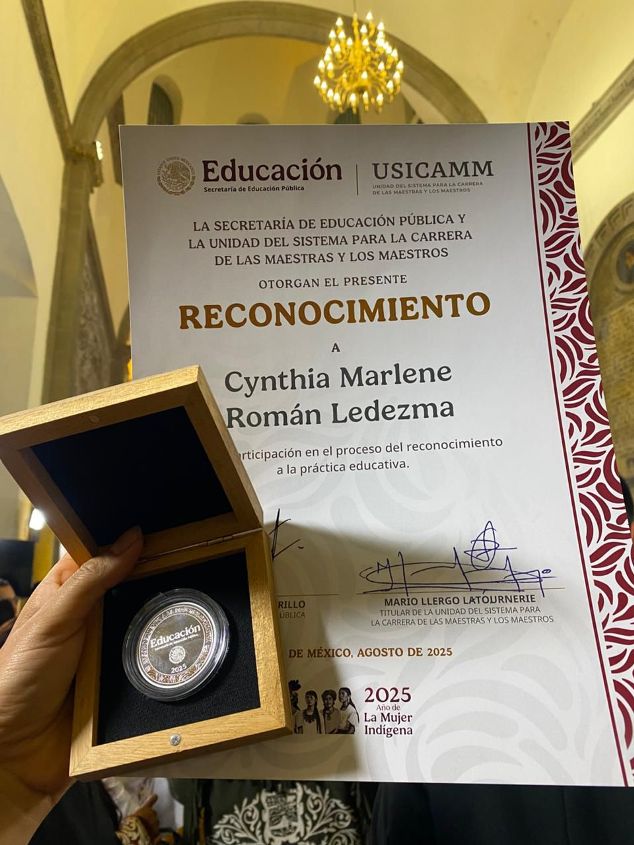 Educación
Secretaría de Educación Pública
USICAMM
UNIDAD DEL SISTEMA PARA LA CARRERA
DE LAS MAESTRAS Y LOS MAESTROS
LA SECRETARÍA DE EDUCACIÓN PÚBLICA Y
LA UNIDAD DEL SISTEMA PARA LA CARRERA
DE LAS MAESTRAS Y LOS MAESTROS
OTORGAN EL PRESENTE
RECONOCIMIENTO
A
Cynthia Marlene
Román Ledezma
articipación en el proceso del reconocimiento
a la práctica educativa.
RILLO
ÚBLICA
MARIO LLERGO LATOURNERIE
TITULAR DE LA UNIDAD DEL SISTEMA PARA
LA CARRERA DE LAS MAESTRAS Y LOS MAESTROS
DE MÉXICO, AGOSTO DE 2025
2025
Año de
La Mujer
Indígena
Educación
2025